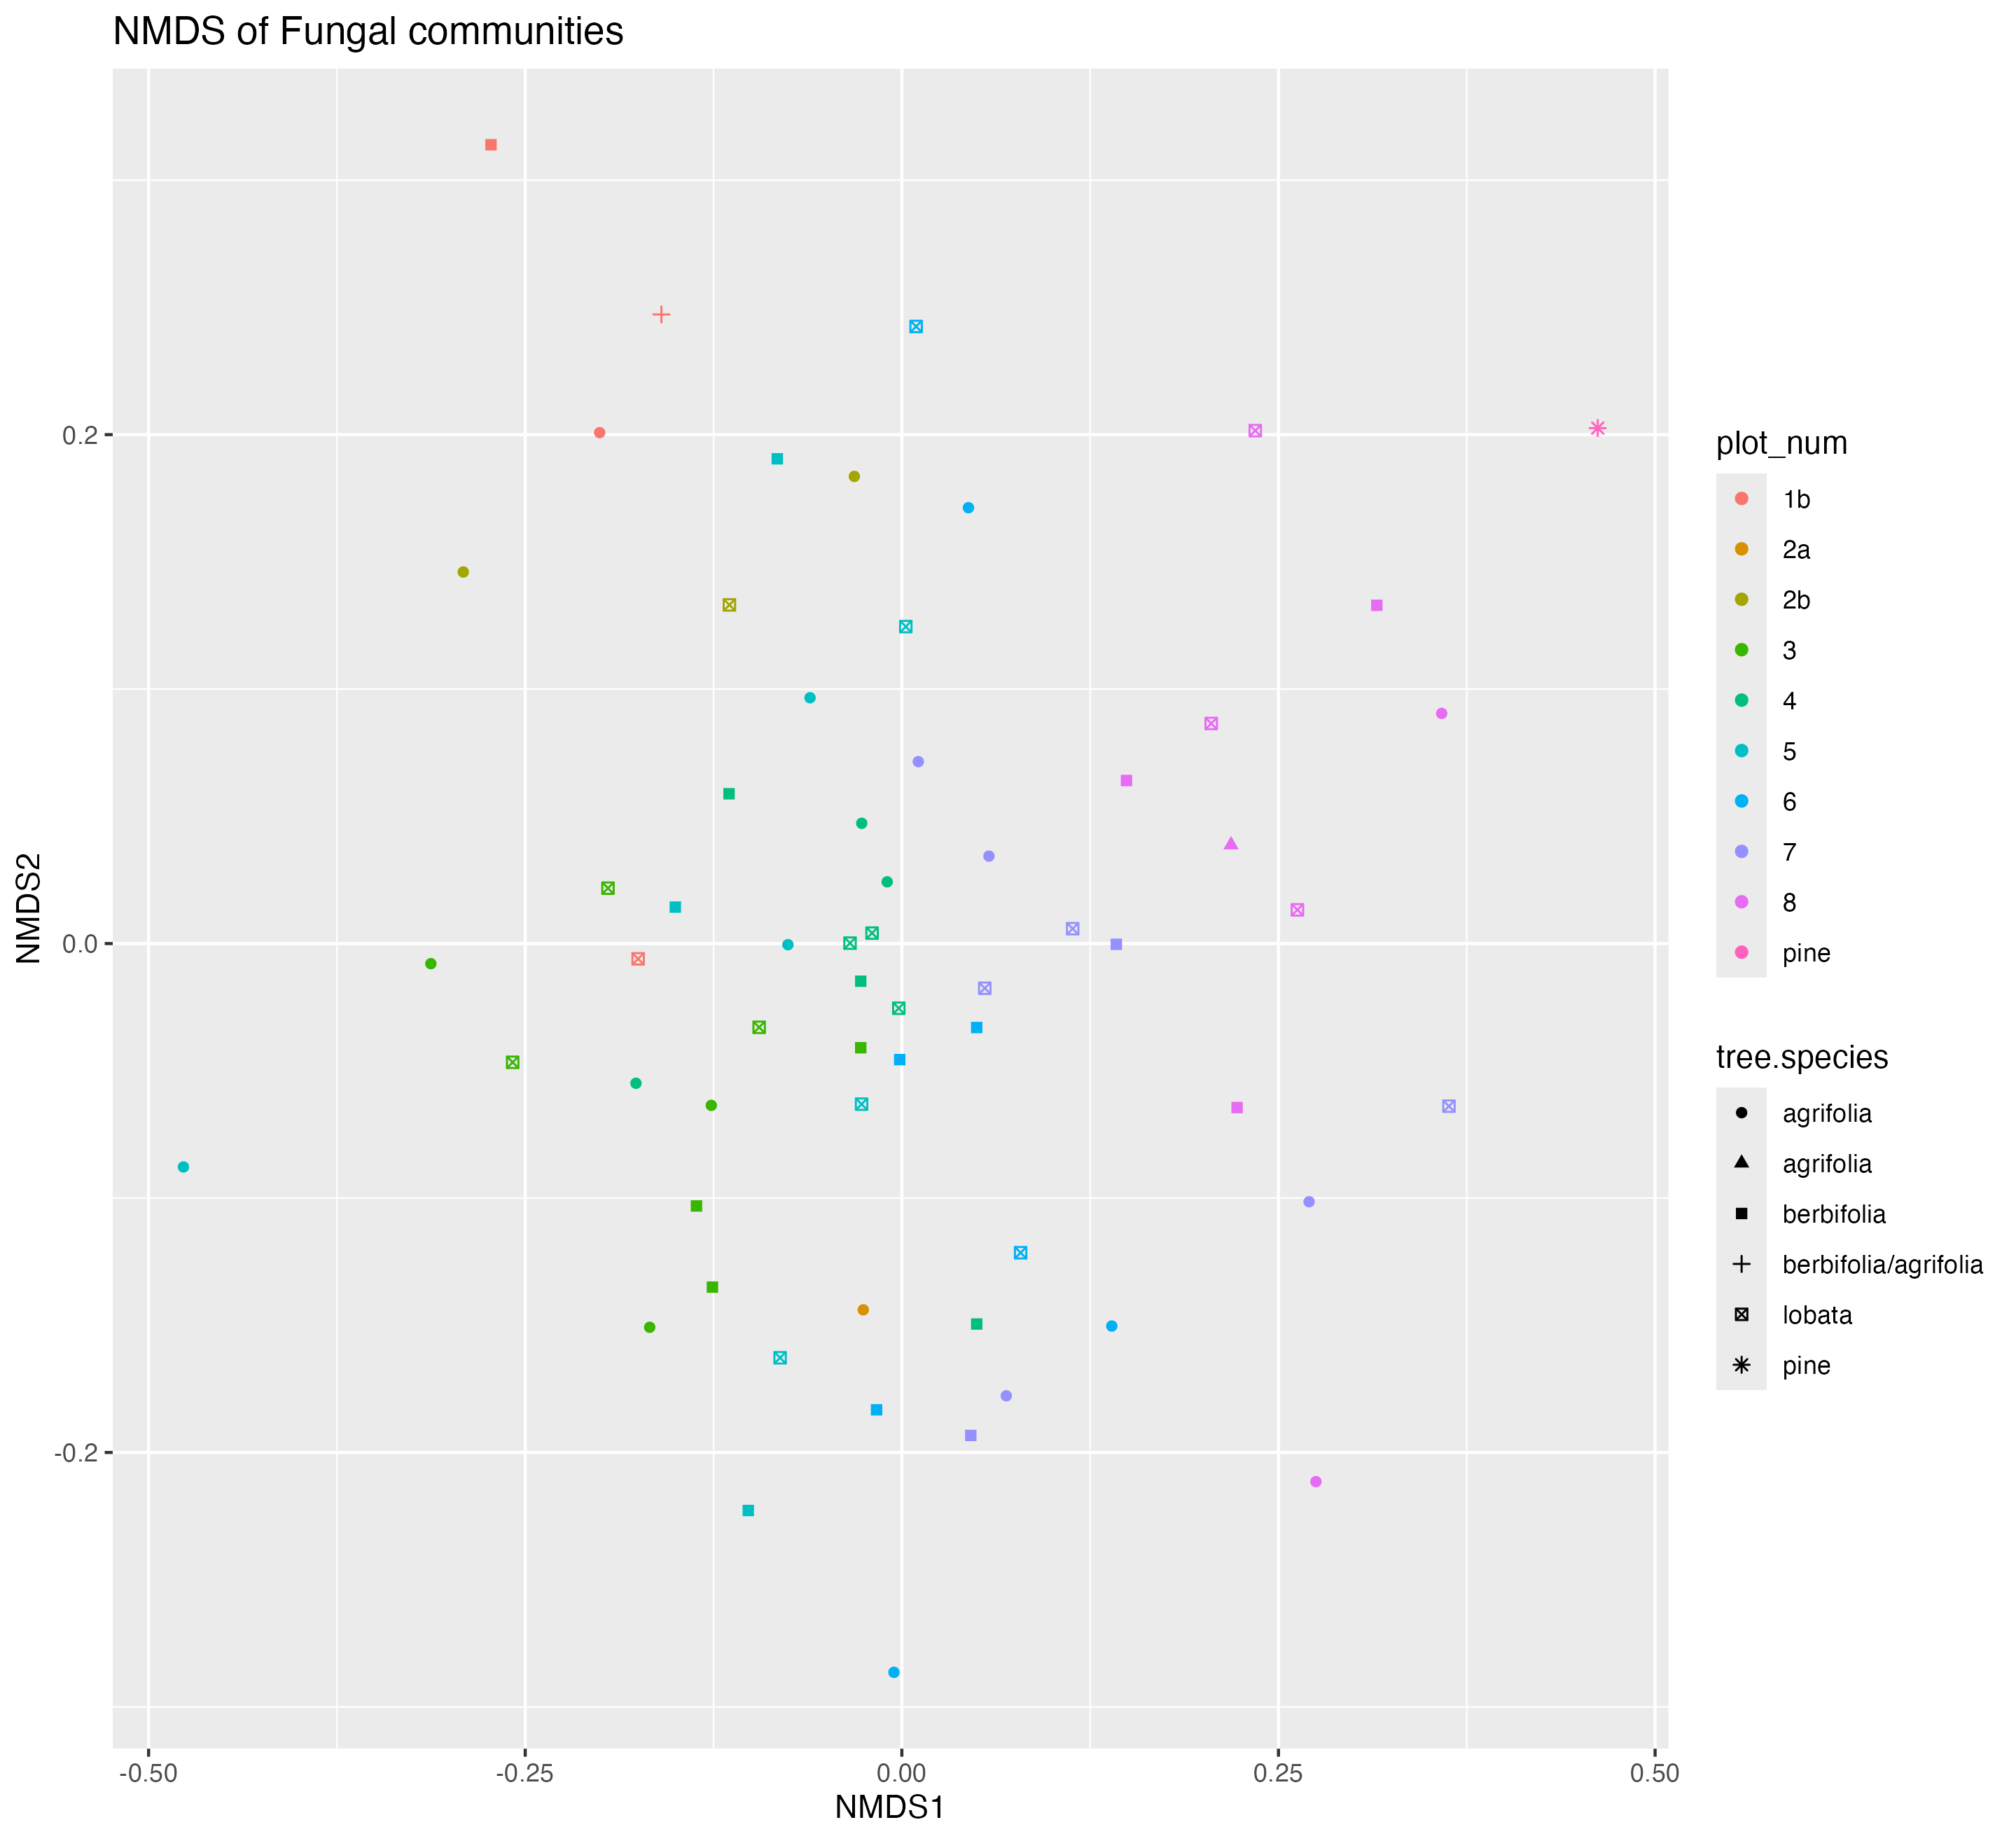 NMDS of Fungal communities
NMDS2
0.2
0.0
-0.2
-0.50
-0.25
0.00
0.25
0.50
NMDS1
plot_num
1b
2a
2b
3
4
5
6
7
8
pine
tree.species
agrifolia
agrifolia
berbifolia
berbifolia/agrifolia
lobata
pine